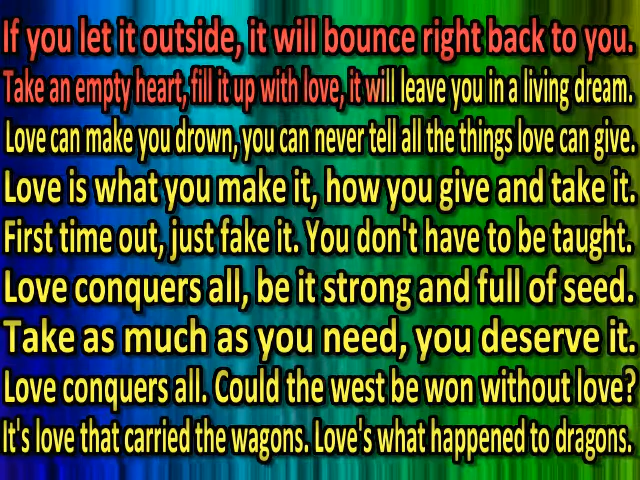 If you let it outside, it will bounce right back to you.
Take an empty heart, fill it up with love, it will leave you in a living dream.
Love can make you drown, you can never tell all the things love can give.
Love is what you make it, how you give and take it.
First time out, just fake it. You don't have to be taught.
Love conquers all, be it strong and full of seed.
Take as much as you need, you deserve it.
Love conquers all. Could the west be won without love?
It's love that carried the wagons. Love's what happened to dragons.